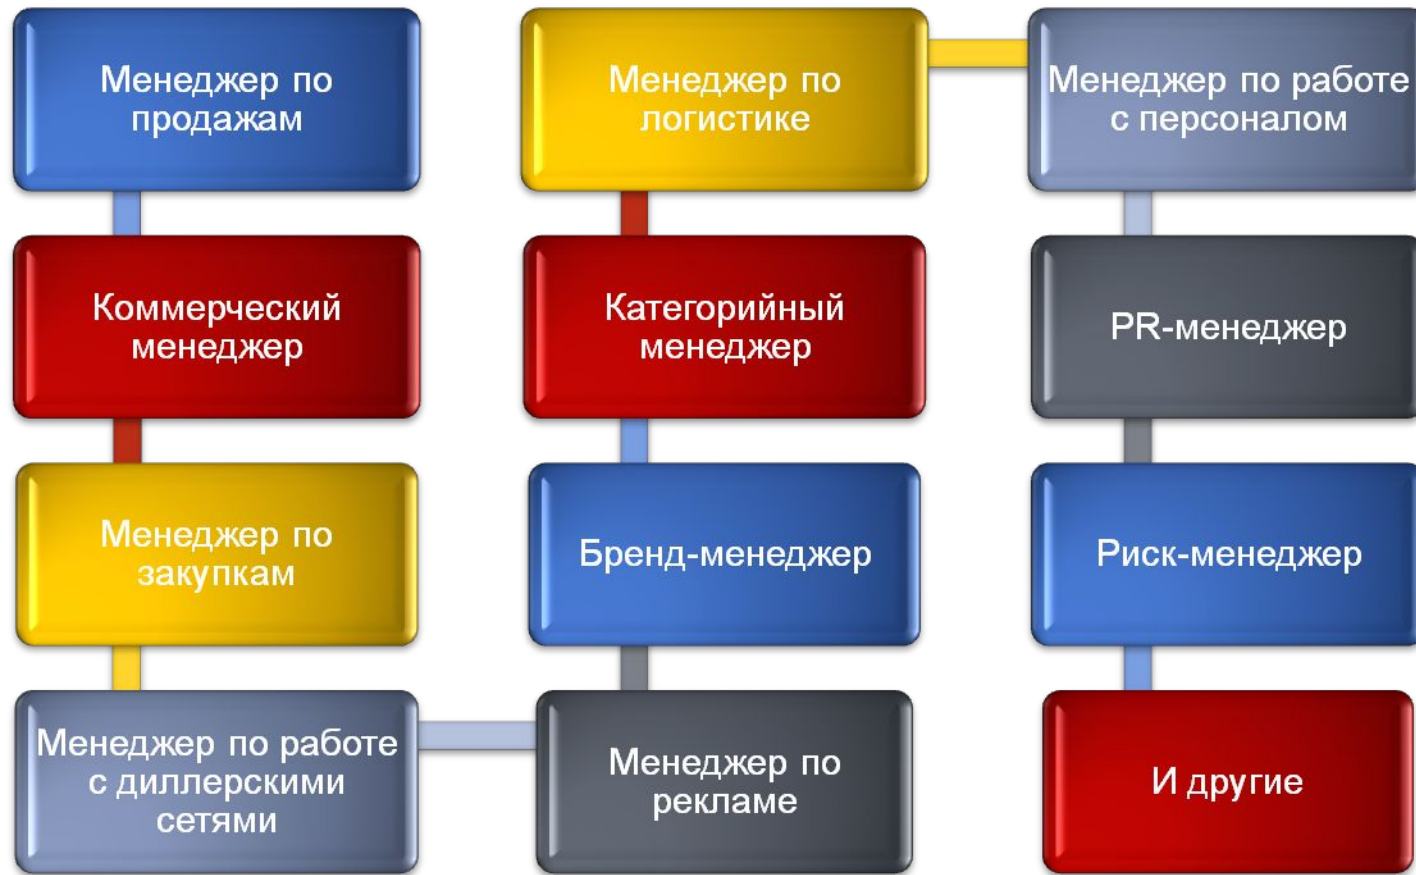 Менеджер по
продажам
Коммерческий
менеджер
Менеджер по
закупкам
Менеджер по работе
с диллерскими
сетями
Менеджер по
рекламе
Бренд-менеджер
Категорийный
менеджер
Менеджер по
логистике
Менеджер по работе
с персоналом
PR-менеджер
Риск-менеджер
И другие